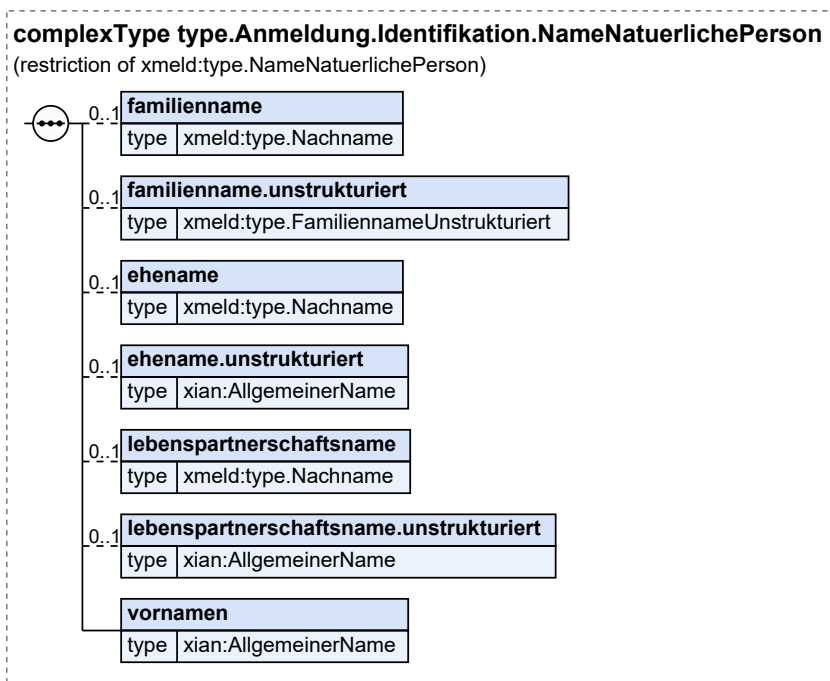 complexType type.Anmeldung.Identifikation.NameNatuerlichePerson
(restriction of xmeld:type.NameNatuerlichePerson)
0..1 familienname
type xmeld:type.Nachname
0..1 familienname.unstrukturiert
type xmeld:type.FamiliennameUnstrukturiert
0..1 ehename
type xmeld:type.Nachname
0..1 ehename.unstrukturiert
type xian:AllgemeinerName
0..1 lebenspartnerschaftsname
type xmeld:type.Nachname
0..1 lebenspartnerschaftsname.unstrukturiert
type xian:AllgemeinerName
vornamen
type xian:AllgemeinerName